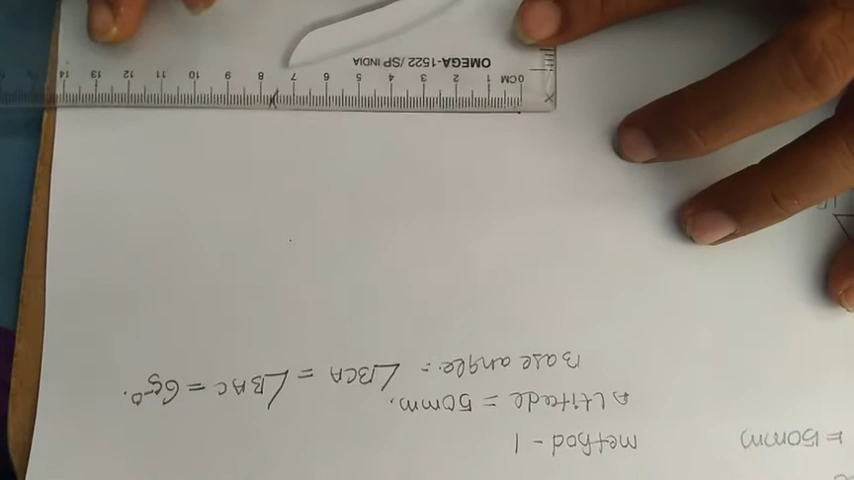 method - 1
Altitude = 50mm.
Base angle = ∠BCA = ∠BAC = 65°.
= 150mm
OMEGA-1522 / SP INDIA
0CM 1 2 3 4 5 6 7 8 9 10 11 12 13 14